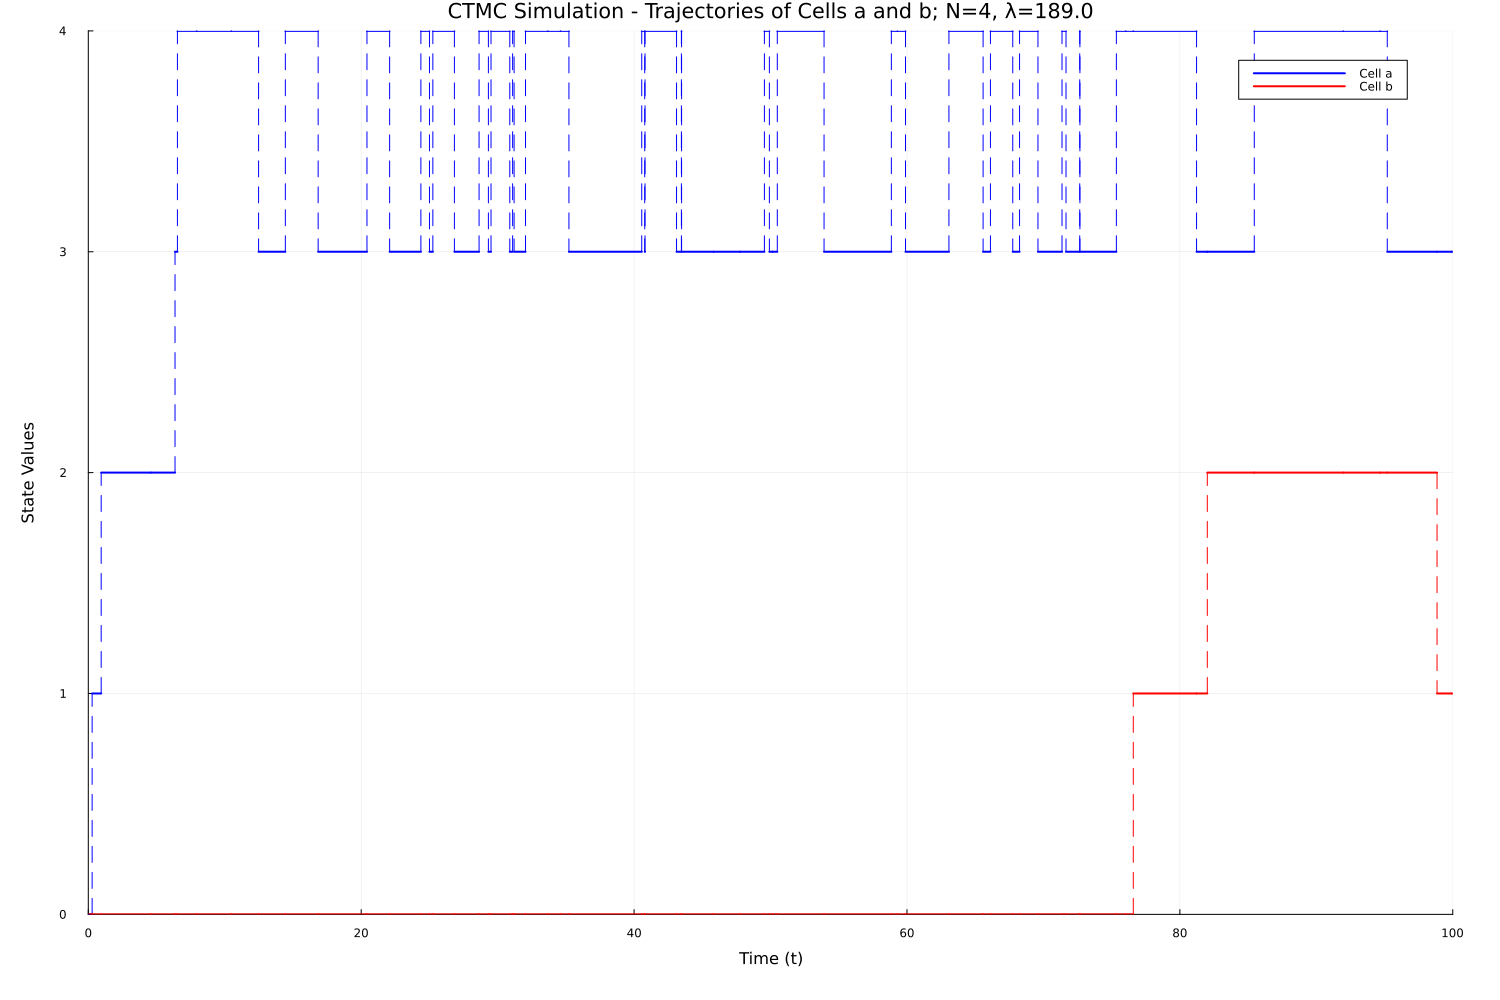 CTMC Simulation - Trajectories of Cells a and b; N=4, λ=189.0
4
Cell a
Cell b
3
State Values
2
1
0
0 20 40 60 80 100
Time (t)